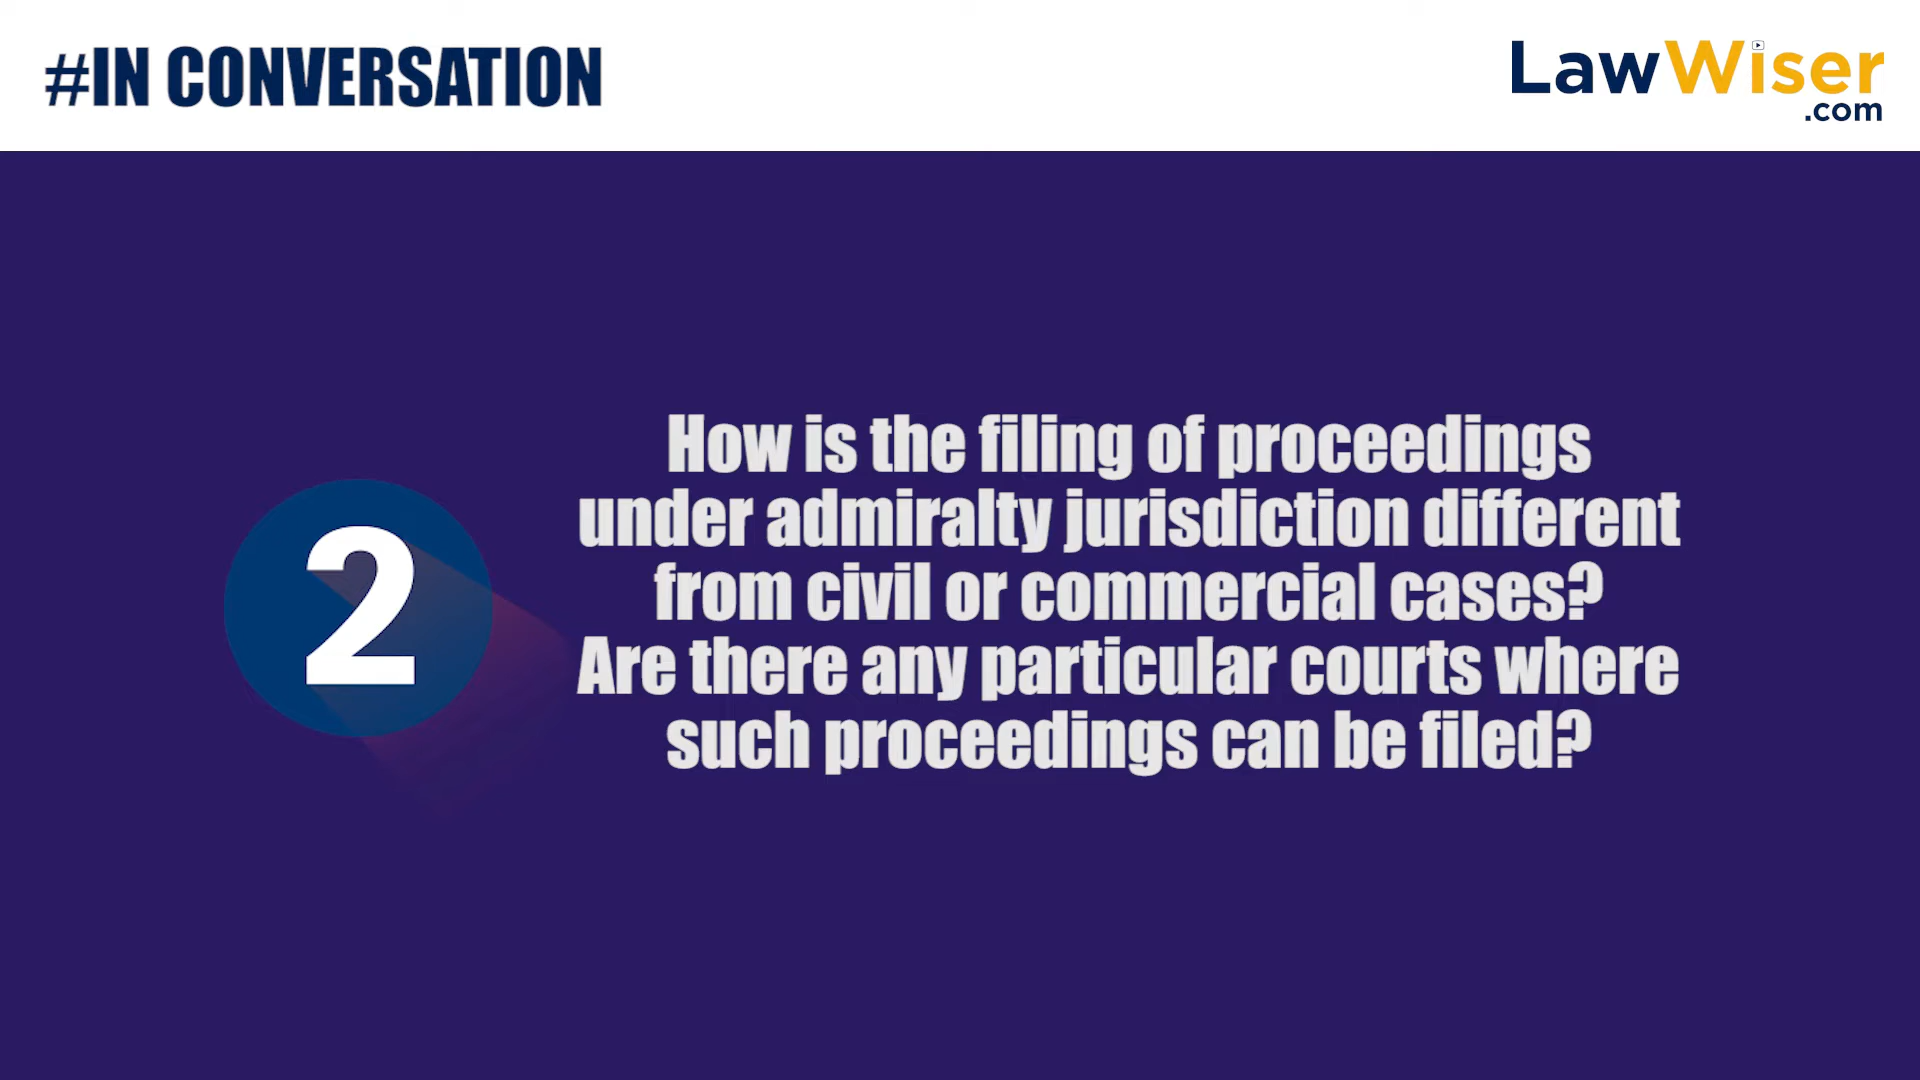 #IN CONVERSATION
LawWiser
.com
2
How is the filing of proceedings
under admiralty jurisdiction different
from civil or commercial cases?
Are there any particular courts where
such proceedings can be filed?